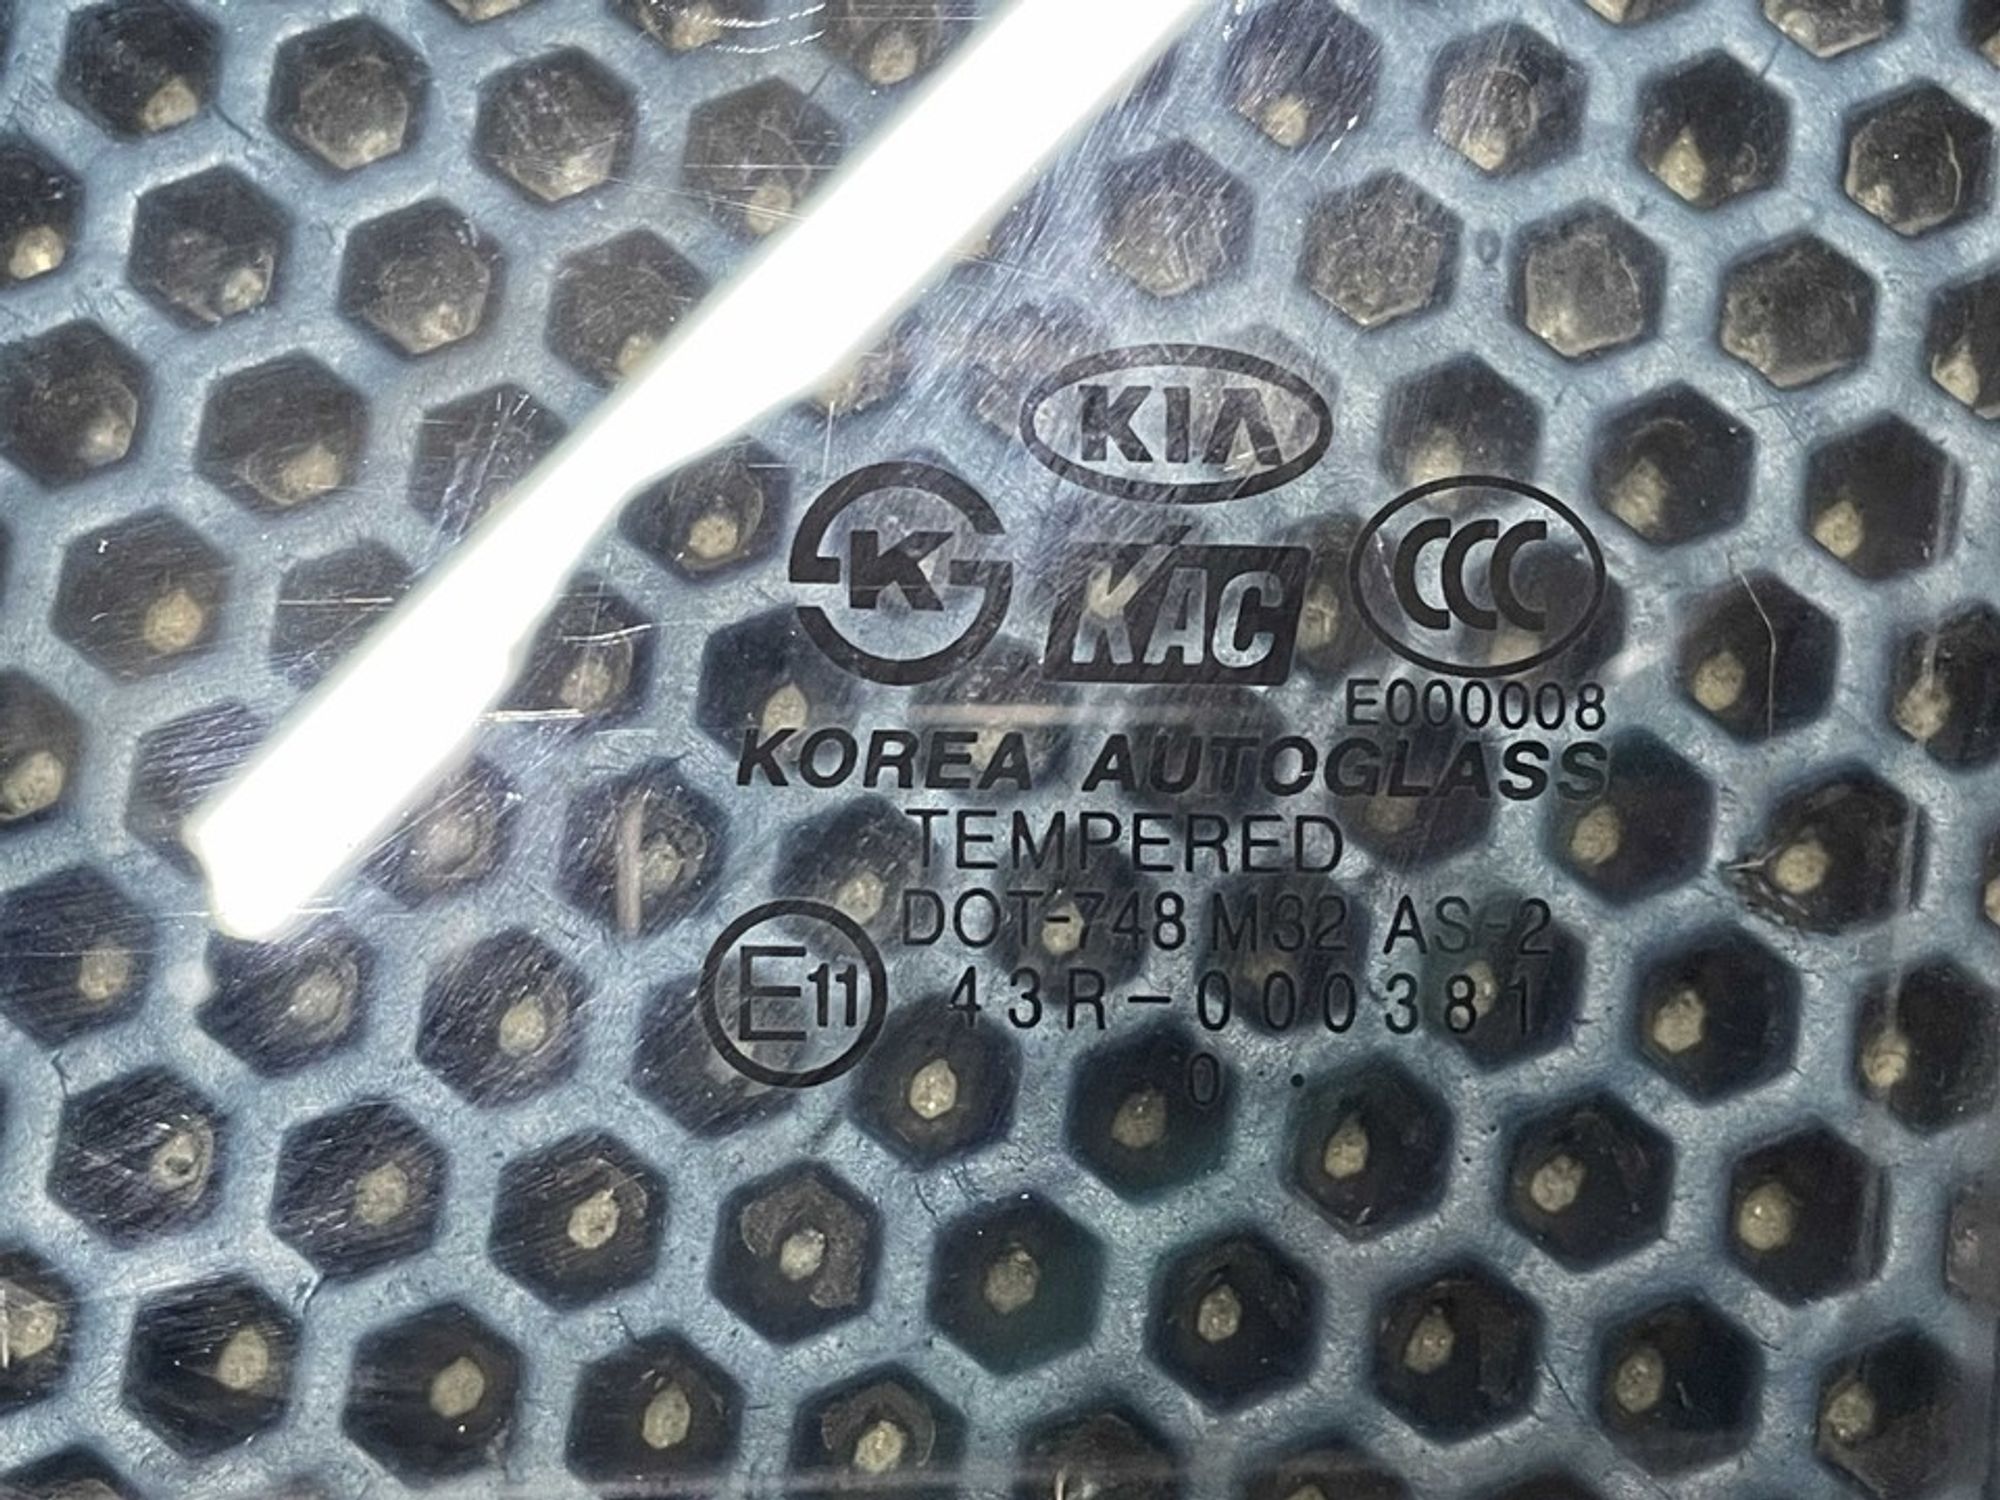 KIA
K
KAC
CCC
E000008
KOREA AUTOGLASS
TEMPERED
DOT-748 M32 AS-2
E11
43R-000381
0 .